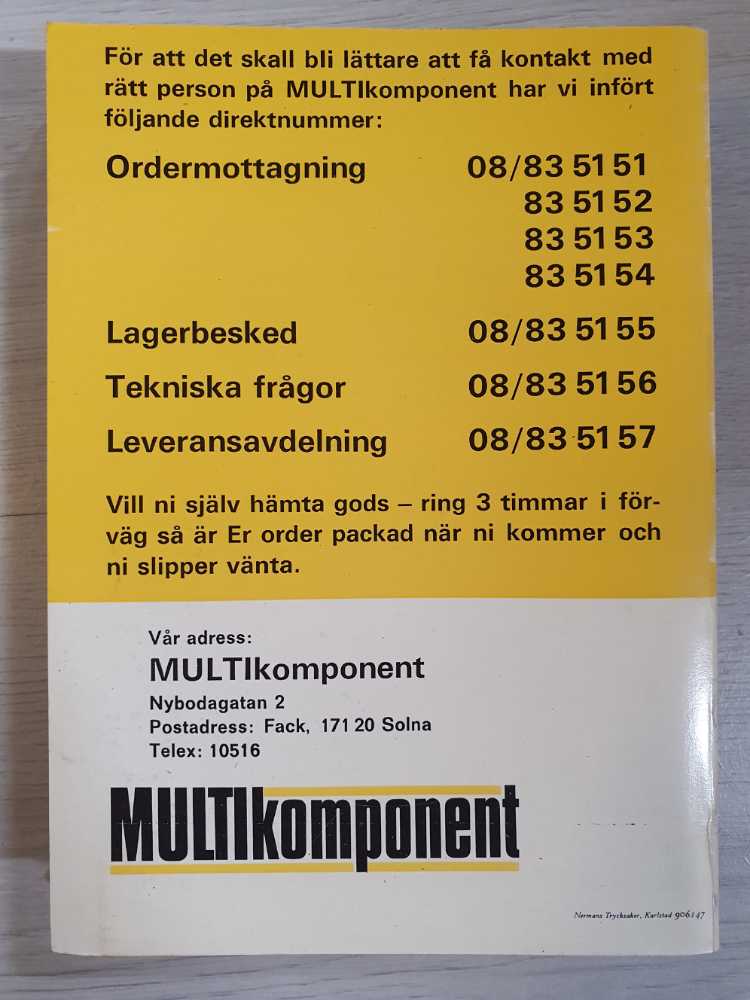 För att det skall bli lättare att få kontakt med
rätt person på MULTIkomponent har vi infört
följande direktnummer:
Ordermottagning 08/83 51 51
83 51 52
83 51 53
83 51 54
Lagerbesked 08/83 51 55
Tekniska frågor 08/83 51 56
Leveransavdelning 08/83 51 57
Vill ni själv hämta gods – ring 3 timmar i för-
väg så är Er order packad när ni kommer och
ni slipper vänta.
Vår adress:
MULTIkomponent
Nybodagatan 2
Postadress: Fack, 171 20 Solna
Telex: 10516
MULTIkomponent
Nermans Trycksaker, Karlstad 906147